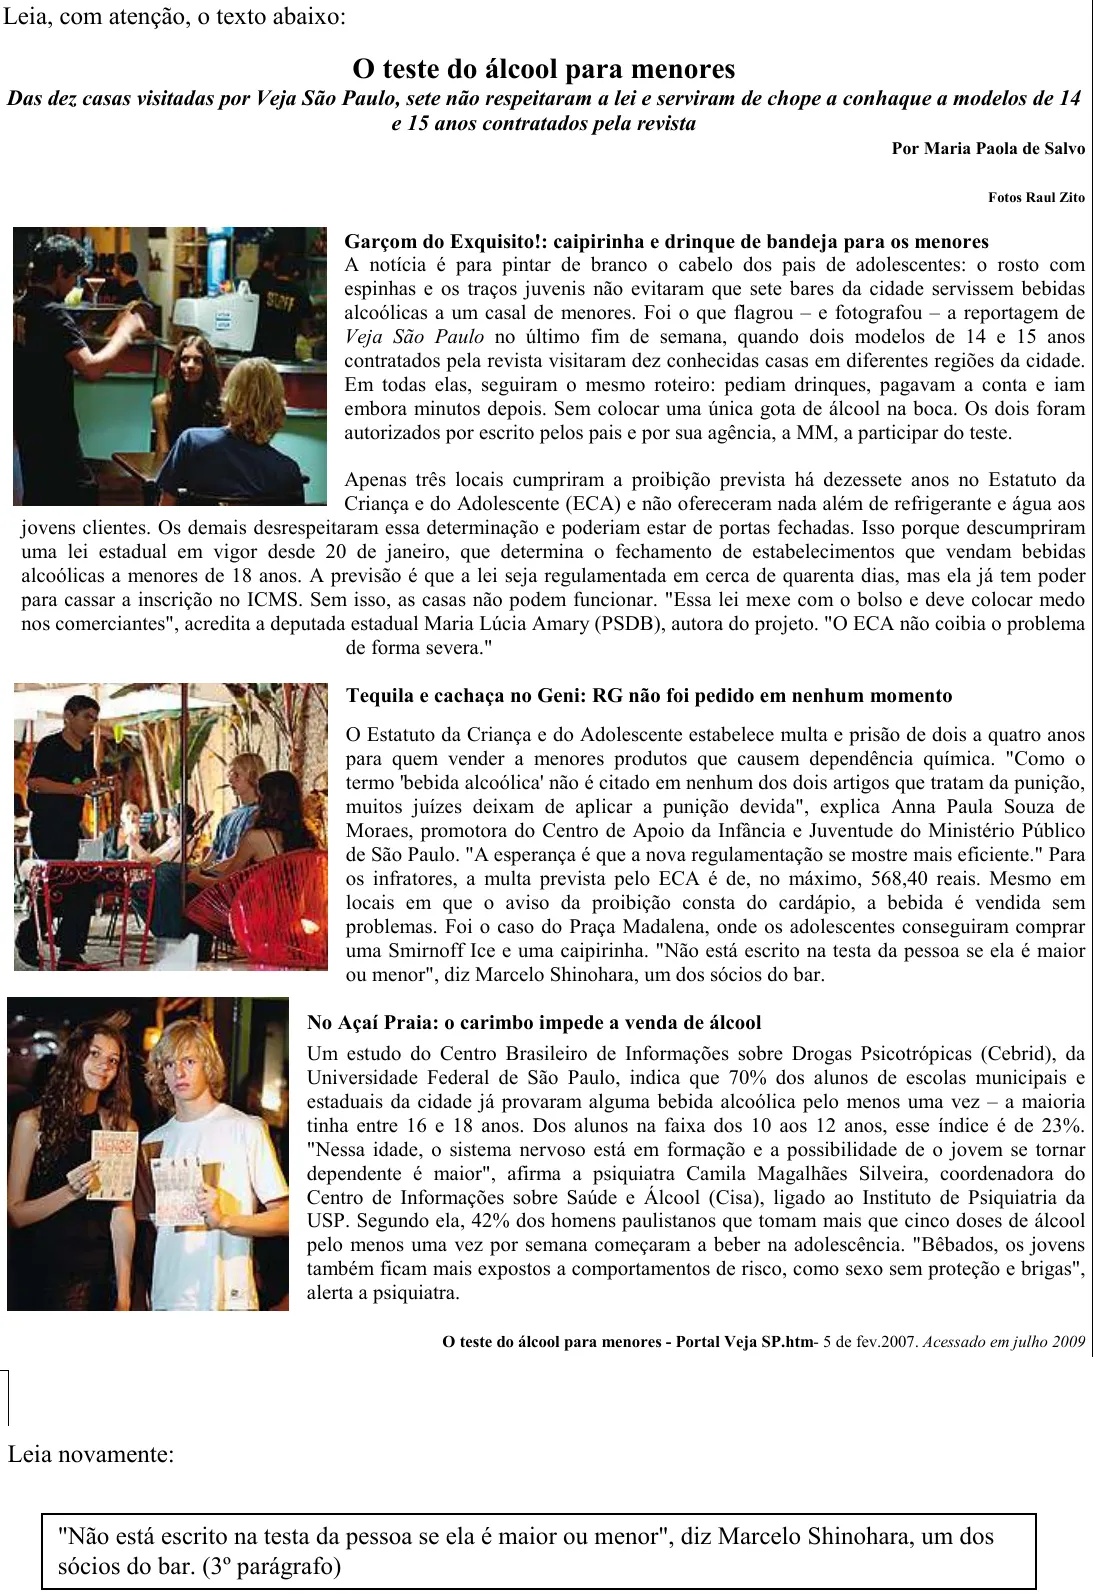 Leia, com atenção, o texto abaixo:
O teste do álcool para menores
Das dez casas visitadas por Veja São Paulo, sete não respeitaram a lei e serviram de chope a conhaque a modelos de 14
e 15 anos contratados pela revista
Por Maria Paola de Salvo
Fotos Raul Zito
Garçom do Exquisito!: caipirinha e drinque de bandeja para os menores
A notícia é para pintar de branco o cabelo dos pais de adolescentes: o rosto com
espinhas e os traços juvenis não evitaram que sete bares da cidade servissem bebidas
alcoólicas a um casal de menores. Foi o que flagrou – e fotografou – a reportagem de
Veja São Paulo no último fim de semana, quando dois modelos de 14 e 15 anos
contratados pela revista visitaram dez conhecidas casas em diferentes regiões da cidade.
Em todas elas, seguiram o mesmo roteiro: pediam drinques, pagavam a conta e iam
embora minutos depois. Sem colocar uma única gota de álcool na boca. Os dois foram
autorizados por escrito pelos pais e por sua agência, a MM, a participar do teste.
Apenas três locais cumpriram a proibição prevista há dezessete anos no Estatuto da
Criança e do Adolescente (ECA) e não ofereceram nada além de refrigerante e água aos
jovens clientes. Os demais desrespeitaram essa determinação e poderiam estar de portas fechadas. Isso porque descumpriram
uma lei estadual em vigor desde 20 de janeiro, que determina o fechamento de estabelecimentos que vendam bebidas
alcoólicas a menores de 18 anos. A previsão é que a lei seja regulamentada em cerca de quarenta dias, mas ela já tem poder
para cassar a inscrição no ICMS. Sem isso, as casas não podem funcionar. "Essa lei mexe com o bolso e deve colocar medo
nos comerciantes", acredita a deputada estadual Maria Lúcia Amary (PSDB), autora do projeto. "O ECA não coibia o problema
de forma severa."
Tequila e cachaça no Geni: RG não foi pedido em nenhum momento
O Estatuto da Criança e do Adolescente estabelece multa e prisão de dois a quatro anos
para quem vender a menores produtos que causem dependência química. "Como o
termo 'bebida alcoólica' não é citado em nenhum dos dois artigos que tratam da punição,
muitos juízes deixam de aplicar a punição devida", explica Anna Paula Souza de
Moraes, promotora do Centro de Apoio da Infância e Juventude do Ministério Público
de São Paulo. "A esperança é que a nova regulamentação se mostre mais eficiente." Para
os infratores, a multa prevista pelo ECA é de, no máximo, 568,40 reais. Mesmo em
locais em que o aviso da proibição consta do cardápio, a bebida é vendida sem
problemas. Foi o caso do Praça Madalena, onde os adolescentes conseguiram comprar
uma Smirnoff Ice e uma caipirinha. "Não está escrito na testa da pessoa se ela é maior
ou menor", diz Marcelo Shinohara, um dos sócios do bar.
No Açaí Praia: o carimbo impede a venda de álcool
Um estudo do Centro Brasileiro de Informações sobre Drogas Psicotrópicas (Cebrid), da
Universidade Federal de São Paulo, indica que 70% dos alunos de escolas municipais e
estaduais da cidade já provaram alguma bebida alcoólica pelo menos uma vez – a maioria
tinha entre 16 e 18 anos. Dos alunos na faixa dos 10 aos 12 anos, esse índice é de 23%.
"Nessa idade, o sistema nervoso está em formação e a possibilidade de o jovem se tornar
dependente é maior", afirma a psiquiatra Camila Magalhães Silveira, coordenadora do
Centro de Informações sobre Saúde e Álcool (Cisa), ligado ao Instituto de Psiquiatria da
USP. Segundo ela, 42% dos homens paulistanos que tomam mais que cinco doses de álcool
pelo menos uma vez por semana começaram a beber na adolescência. "Bêbados, os jovens
também ficam mais expostos a comportamentos de risco, como sexo sem proteção e brigas",
alerta a psiquiatra.
O teste do álcool para menores - Portal Veja SP.htm- 5 de fev.2007. Acessado em julho 2009
Leia novamente:
"Não está escrito na testa da pessoa se ela é maior ou menor", diz Marcelo Shinohara, um dos
sócios do bar. (3º parágrafo)